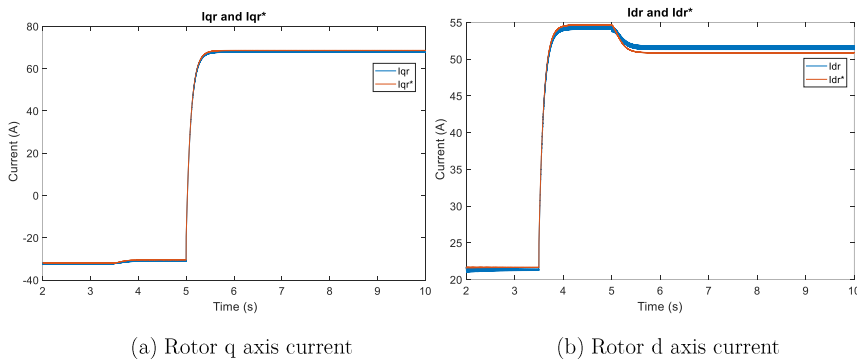 Iqr and Iqr*
80
60
40
20
0
-20
-40
Current (A)
Iqr
Iqr*
2 3 4 5 6 7 8 9 10
Time (s)
(a) Rotor q axis current
Idr and Idr*
55
50
45
40
35
30
25
20
Current (A)
Idr
Idr*
2 3 4 5 6 7 8 9 10
Time (s)
(b) Rotor d axis current